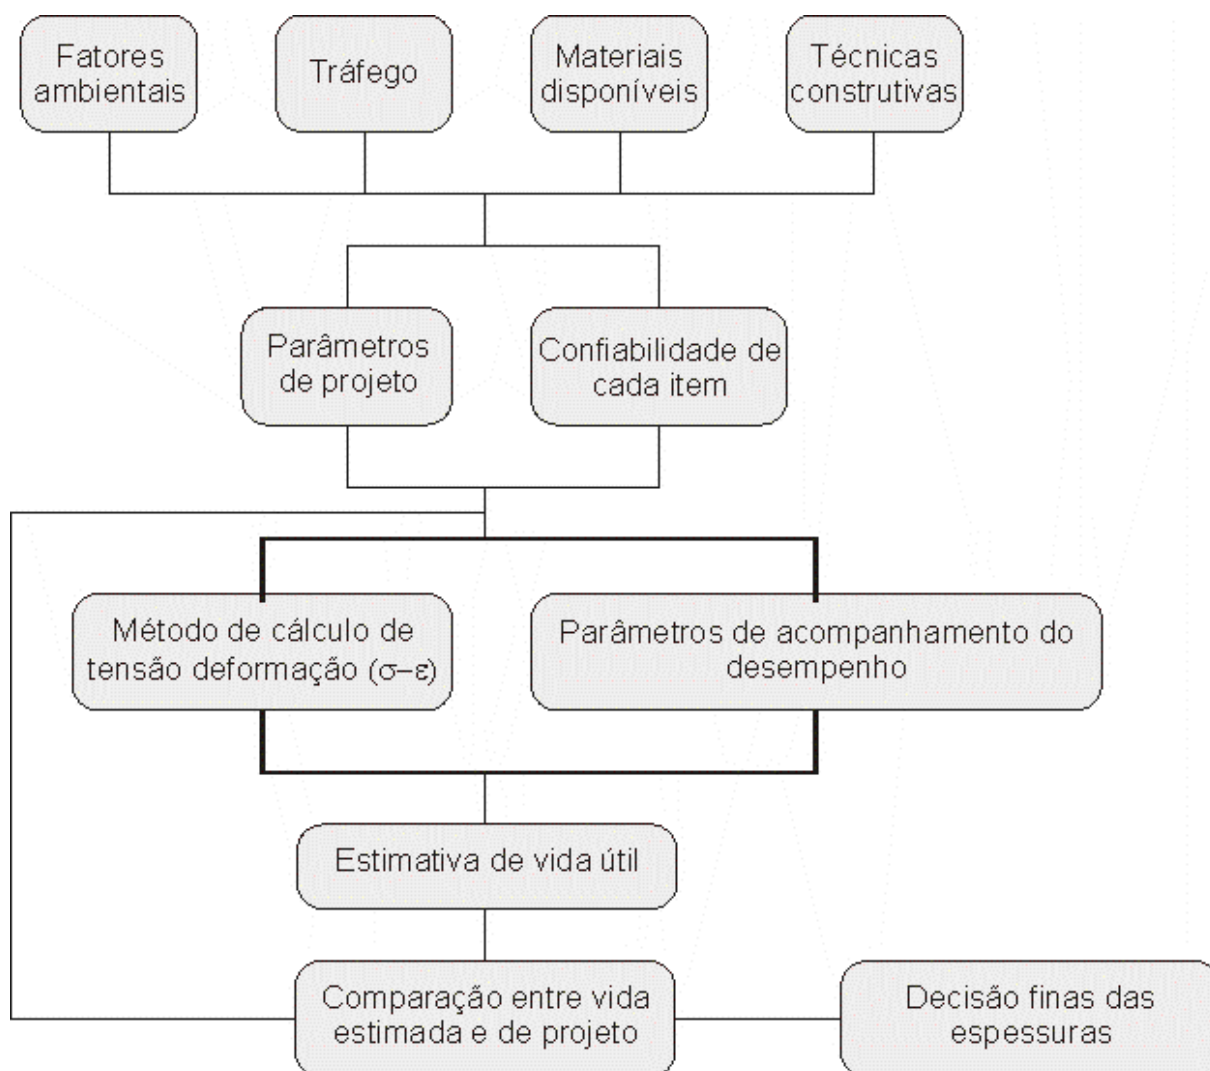 Fatores
ambientais
Tráfego
Materiais
disponíveis
Técnicas
construtivas
Parâmetros
de projeto
Confiabilidade de
cada item
Método de cálculo de
tensão deformação (σ–ε)
Parâmetros de acompanhamento do
desempenho
Estimativa de vida útil
Comparação entre vida
estimada e de projeto
Decisão finas das
espessuras